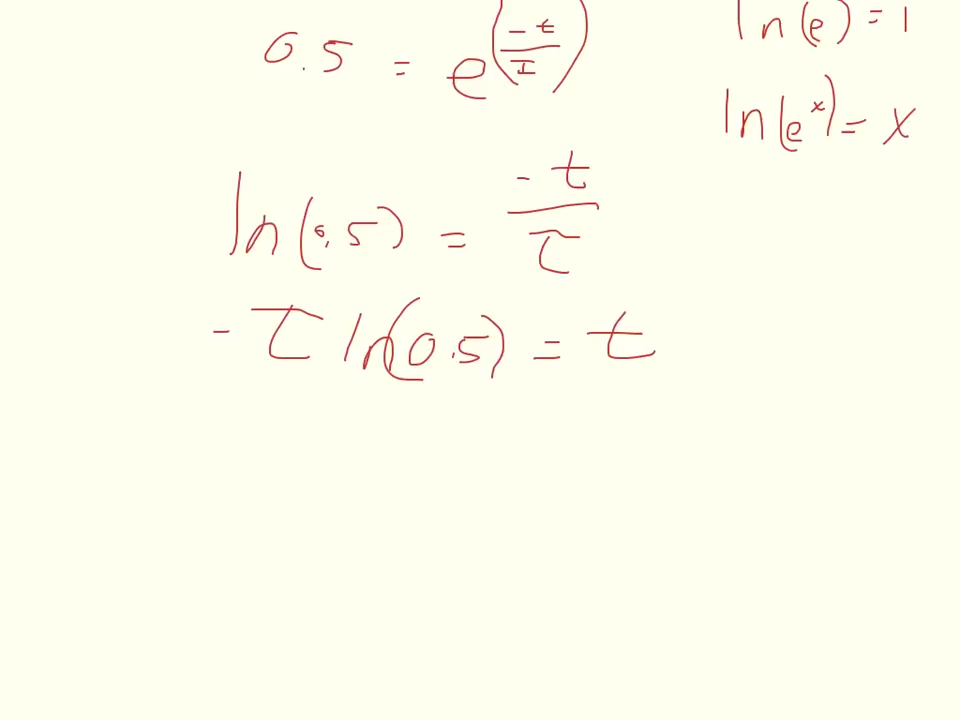 0.5 = e^(-t/τ)
ln(e) = 1
ln(e^x) = x
ln(0.5) = -t/τ
-τ ln(0.5) = t